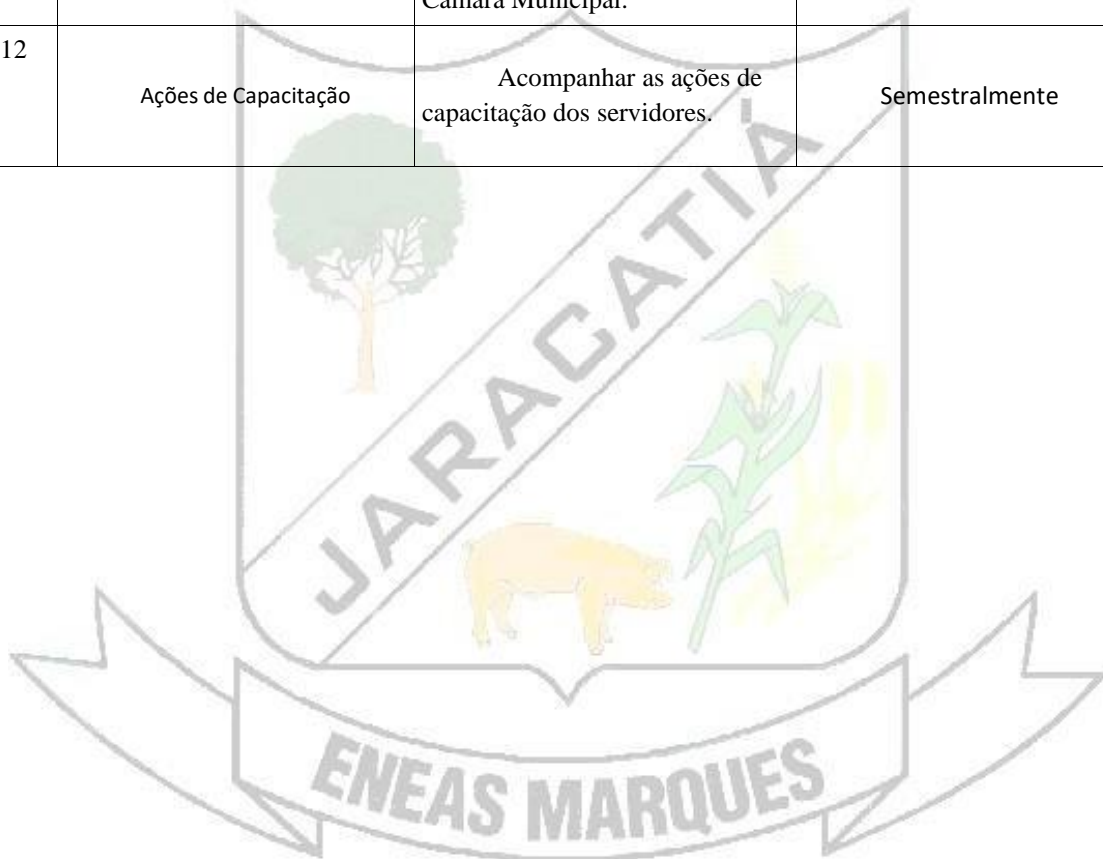 Câmara Municipal.
12
Ações de Capacitação
Acompanhar as ações de
capacitação dos servidores.
Semestralmente
JARACATIÁ
ENEAS MARQUES